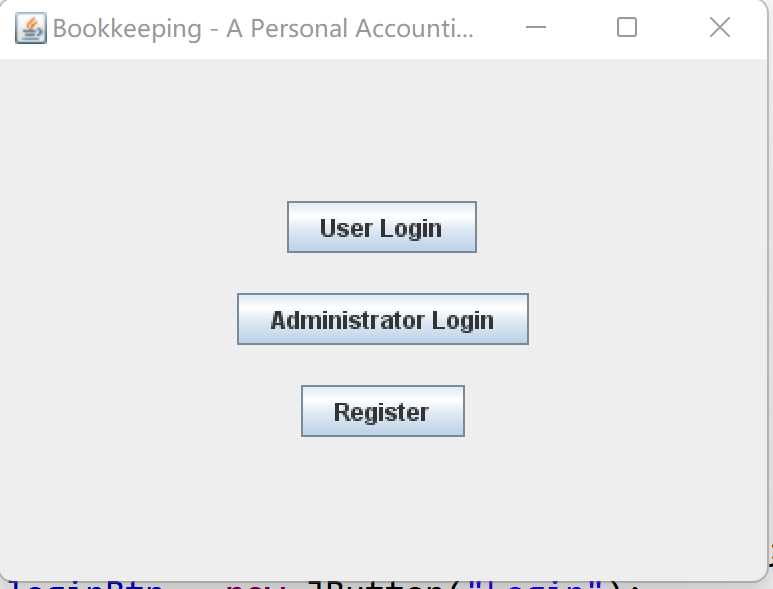 Bookkeeping - A Personal Accounti...
User Login
Administrator Login
Register
loginBtn new JButton("Login");